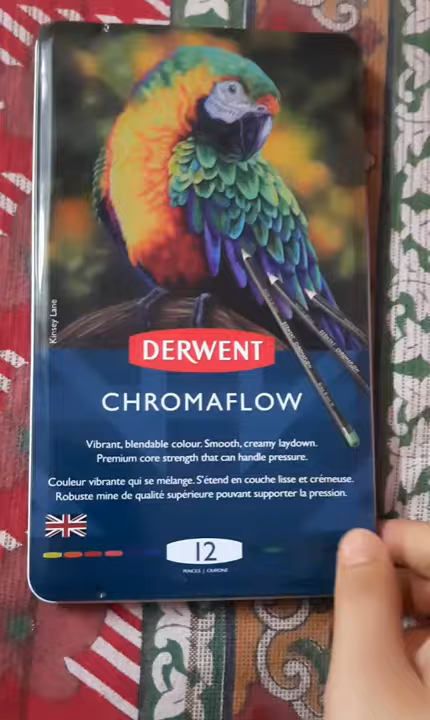 Kinsey Lane
DERWENT
CHROMAFLOW
Vibrant, blendable colour. Smooth, creamy laydown.
Premium core strength that can handle pressure.
Couleur vibrante qui se mélange. S'étend en couche lisse et crémeuse.
Robuste mine de qualité supérieure pouvant supporter la pression.
12
PENCILS | CRAYONS